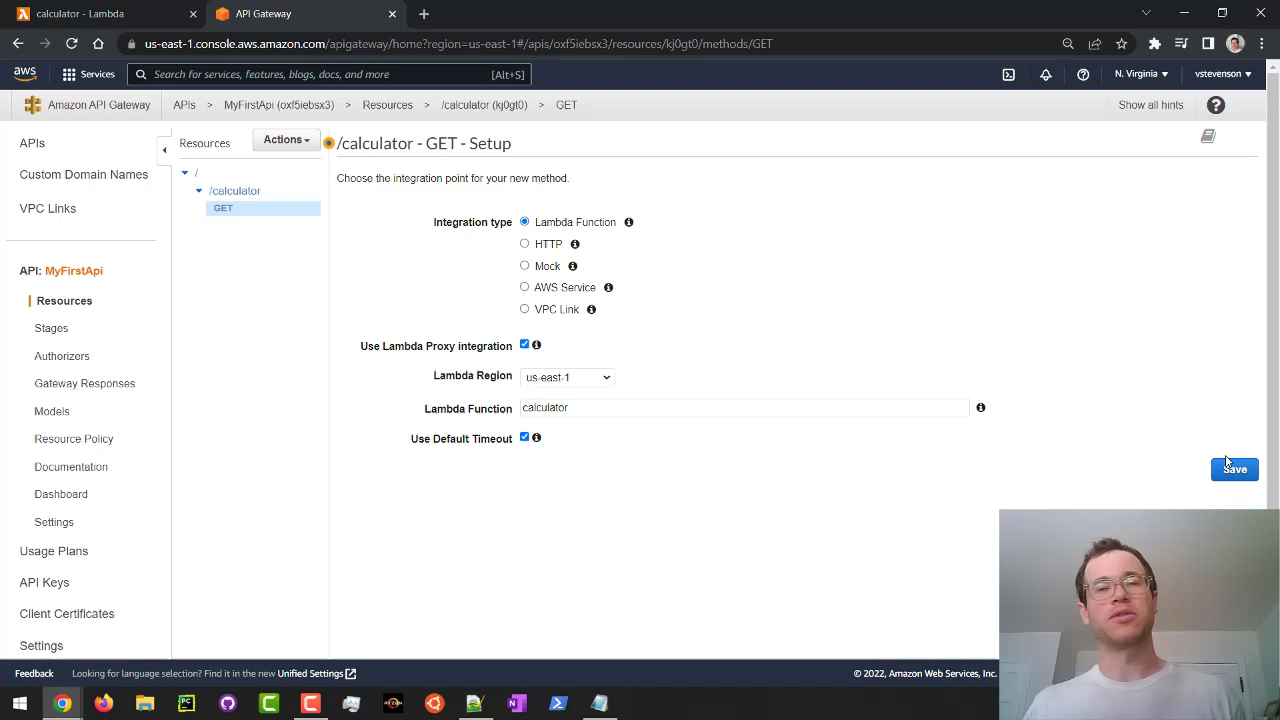 calculator - Lambda
API Gateway
us-east-1.console.aws.amazon.com/apigateway/home?region=us-east-1#/apis/oxf5iebsx3/resources/kj0gt0/methods/GET
aws Services Search for services, features, blogs, docs, and more [Alt+S] N. Virginia vstevenson
Amazon API Gateway APIs > MyFirstApi (oxf5iebsx3) > Resources > /calculator (kj0gt0) > GET Show all hints
APIs
Custom Domain Names
VPC Links
API: MyFirstApi
Resources
Stages
Authorizers
Gateway Responses
Models
Resource Policy
Documentation
Dashboard
Settings
Usage Plans
API Keys
Client Certificates
Settings
Resources Actions
/
/calculator
GET
/calculator - GET - Setup
Choose the integration point for your new method.
Integration type Lambda Function
HTTP
Mock
AWS Service
VPC Link
Use Lambda Proxy integration
Lambda Region us-east-1
Lambda Function calculator
Use Default Timeout
Save
Feedback Looking for language selection? Find it in the new Unified Settings © 2022, Amazon Web Services, Inc.